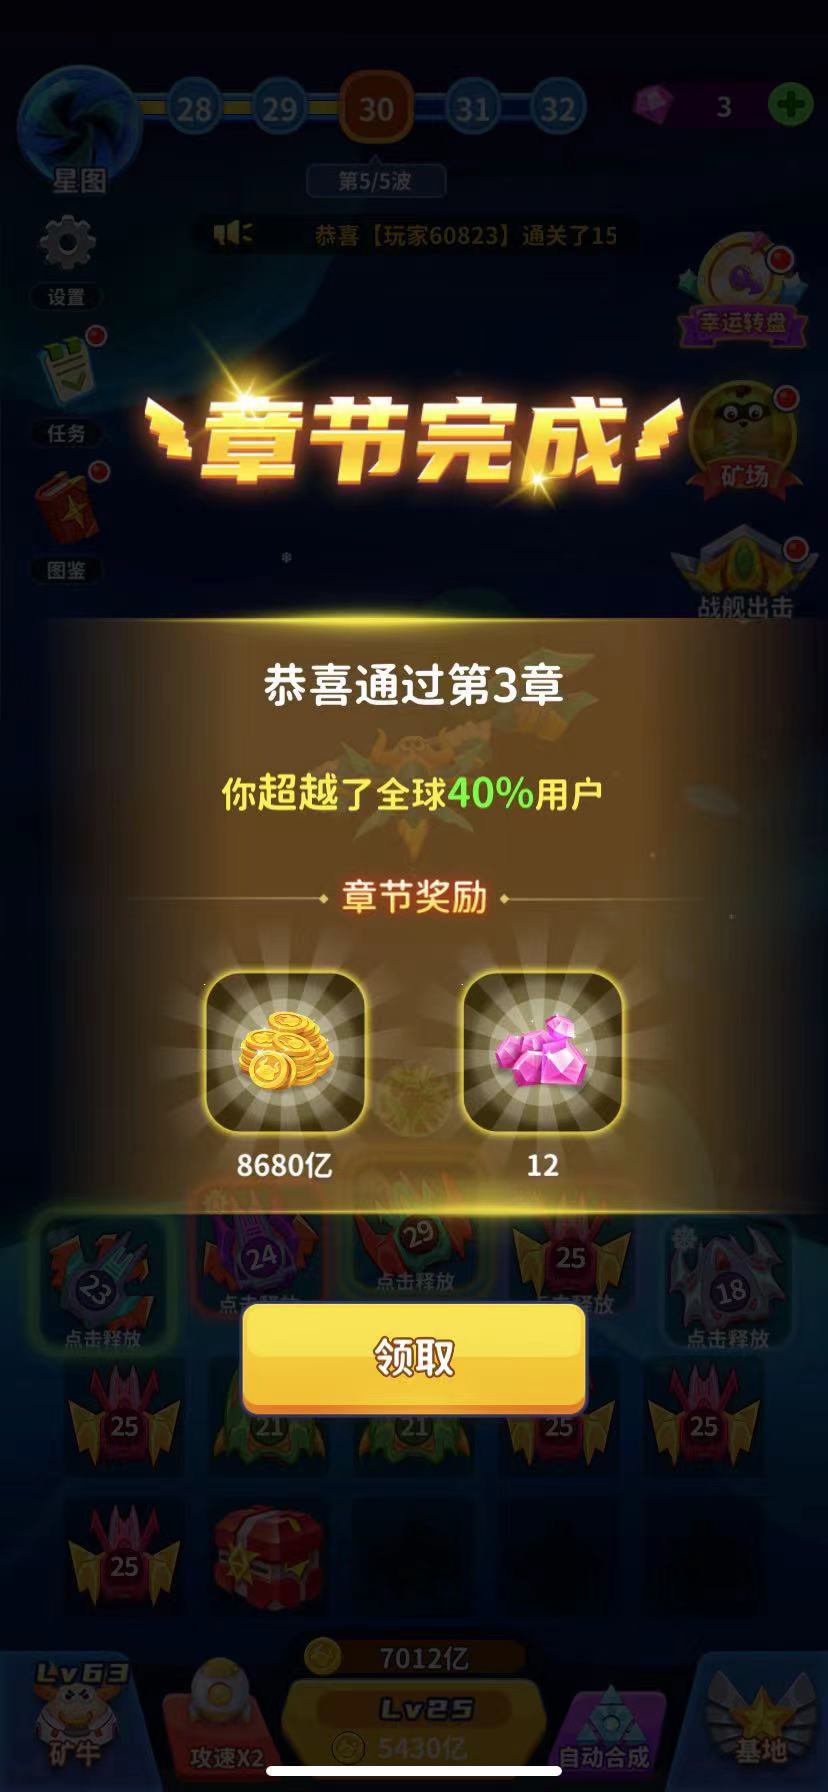 28
29
30
31
32
3
星图
第5/5波
恭喜【玩家60823】通关了15
设置
幸运转盘
任务
矿场
图鉴
战舰出击
章节完成
恭喜通过第3章
你超越了全球40%用户
章节奖励
8680亿
12
23
24
29
25
18
点击释放
点击释放
点击释放
点击释放
点击释放
领取
25
21
21
25
25
25
7012亿
Lv63
矿牛
攻速X2
Lv25
5430亿
自动合成
基地